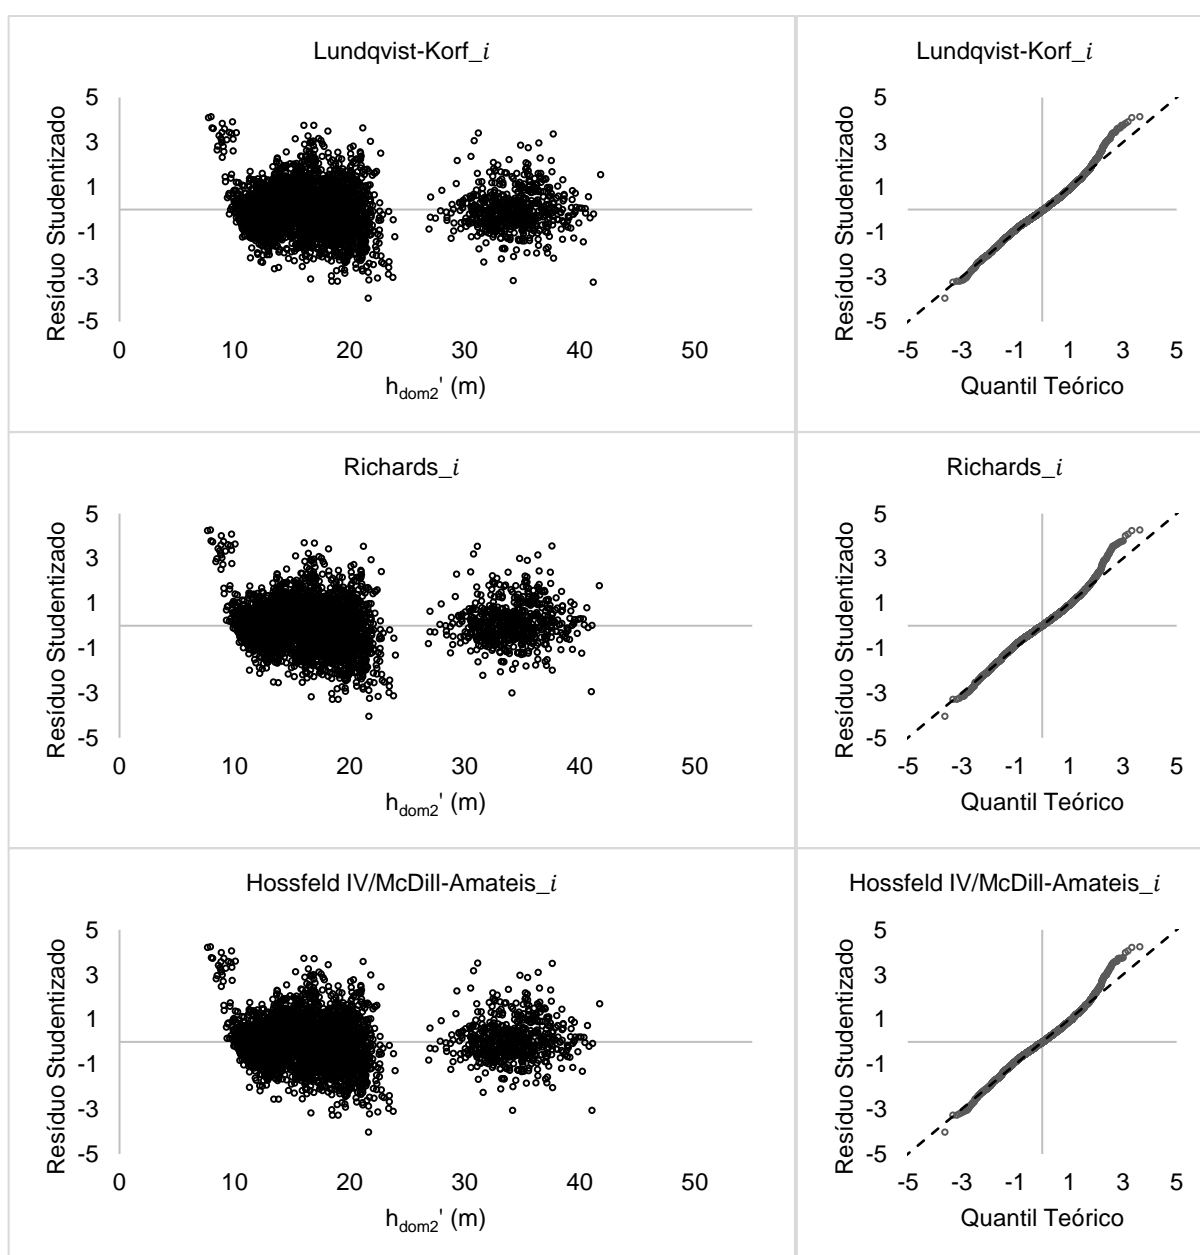 Lundqvist-Korf_i
Resíduo Studentizado
5
3
1
-1
-3
-5
0 10 20 30 40 50
hdom2' (m)
Lundqvist-Korf_i
Resíduo Studentizado
5
3
1
-1
-3
-5
-5 -3 -1 1 3 5
Quantil Teórico
Richards_i
Resíduo Studentizado
5
3
1
-1
-3
-5
0 10 20 30 40 50
hdom2' (m)
Richards_i
Resíduo Studentizado
5
3
1
-1
-3
-5
-5 -3 -1 1 3 5
Quantil Teórico
Hossfeld IV/McDill-Amateis_i
Resíduo Studentizado
5
3
1
-1
-3
-5
0 10 20 30 40 50
hdom2' (m)
Hossfeld IV/McDill-Amateis_i
Resíduo Studentizado
5
3
1
-1
-3
-5
-5 -3 -1 1 3 5
Quantil Teórico